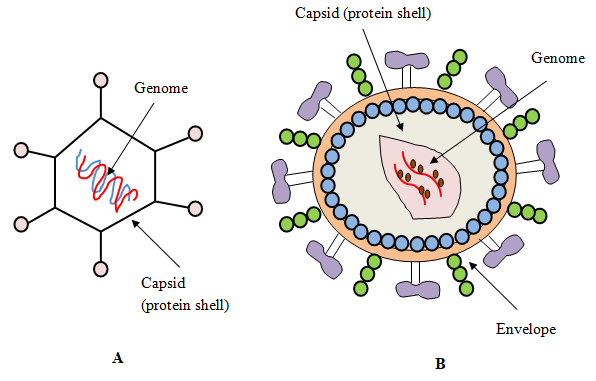 Genome
Capsid
(protein shell)
A
Capsid (protein shell)
Genome
Envelope
B